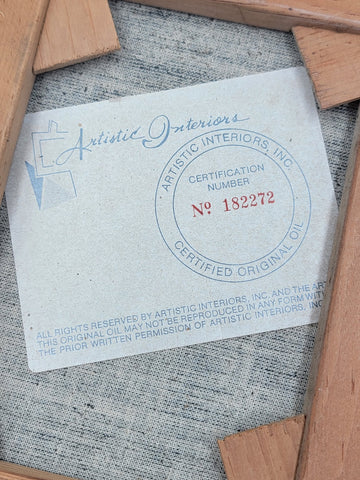 Artistic Interiors
ARTISTIC INTERIORS, INC.
CERTIFICATION
NUMBER
Nº 182272
CERTIFIED ORIGINAL OIL
ALL RIGHTS RESERVED BY ARTISTIC INTERIORS, INC, AND THE AR
THIS ORIGINAL OIL MAY NOT BE REPRODUCED IN ANY FORM WIT
THE PRIOR WRITTEN PERMISSION OF ARTISTIC INTERIORS, INC